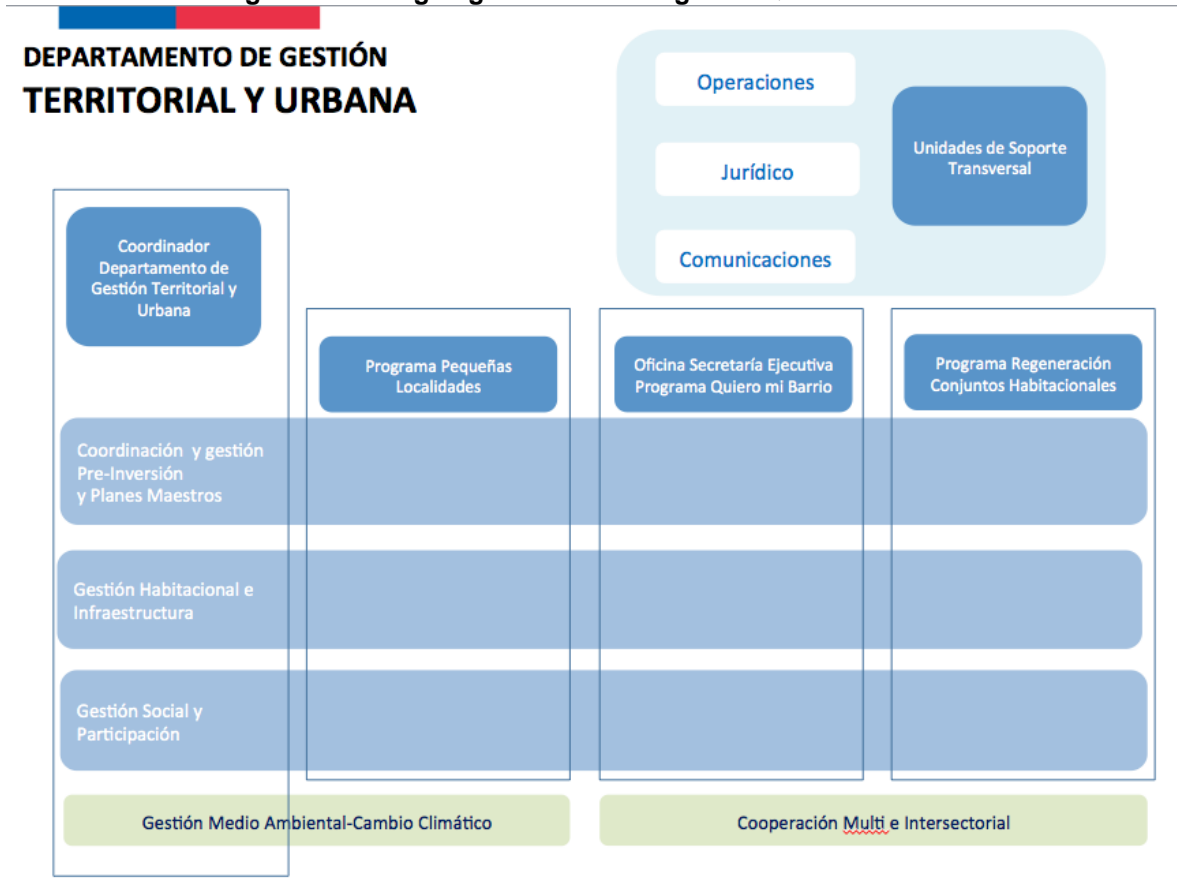 DEPARTAMENTO DE GESTIÓN
TERRITORIAL Y URBANA
Operaciones
Jurídico
Comunicaciones
Unidades de Soporte
Transversal
Coordinador
Departamento de
Gestión Territorial y
Urbana
Programa Pequeñas
Localidades
Oficina Secretaría Ejecutiva
Programa Quiero mi Barrio
Programa Regeneración
Conjuntos Habitacionales
Coordinación y gestión
Pre-Inversión
y Planes Maestros
Gestión Habitacional e
Infraestructura
Gestión Social y
Participación
Gestión Medio Ambiental-Cambio Climático
Cooperación Multi e Intersectorial